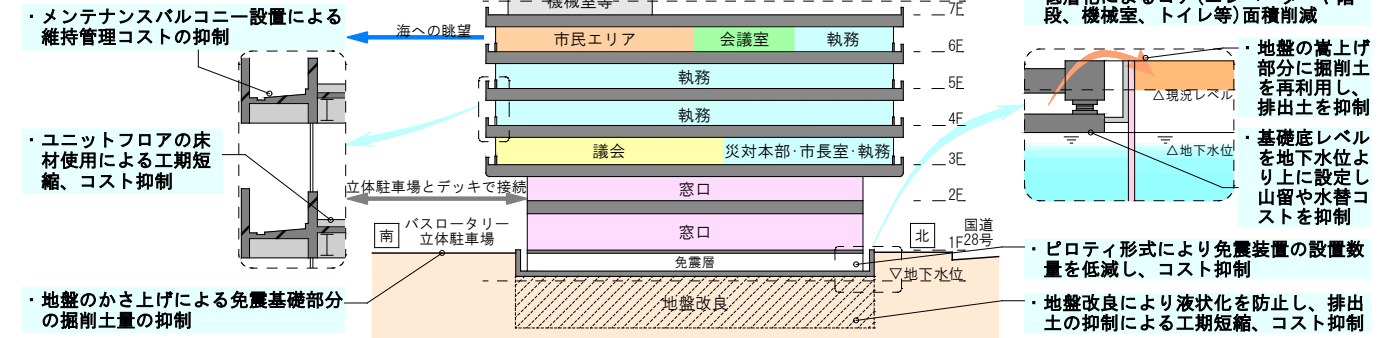 ・メンテナンスバルコニー設置による
維持管理コストの抑制
・ユニットフロアの床
材使用による工期短
縮、コスト抑制
・地盤のかさ上げによる免震基礎部分
の掘削土量の抑制
機械室等
海への眺望
市民エリア
会議室
執務
執務
執務
議会
災対本部・市長室・執務
立体駐車場とデッキで接続
窓口
窓口
南
バスロータリー
立体駐車場
免震層
地盤改良
北
国道
28号
▽地下水位
7F
6F
5F
4F
3F
2F
1F
段、機械室、トイレ等)面積削減
△現況レベル
△地下水位
・地盤の嵩上げ
部分に掘削土
を再利用し、
排出土を抑制
・基礎底レベル
を地下水位よ
り上に設定し
山留や水替コ
ストを抑制
・ピロティ形式により免震装置の設置数
量を低減し、コスト抑制
・地盤改良により液状化を防止し、排出
土の抑制による工期短縮、コスト抑制